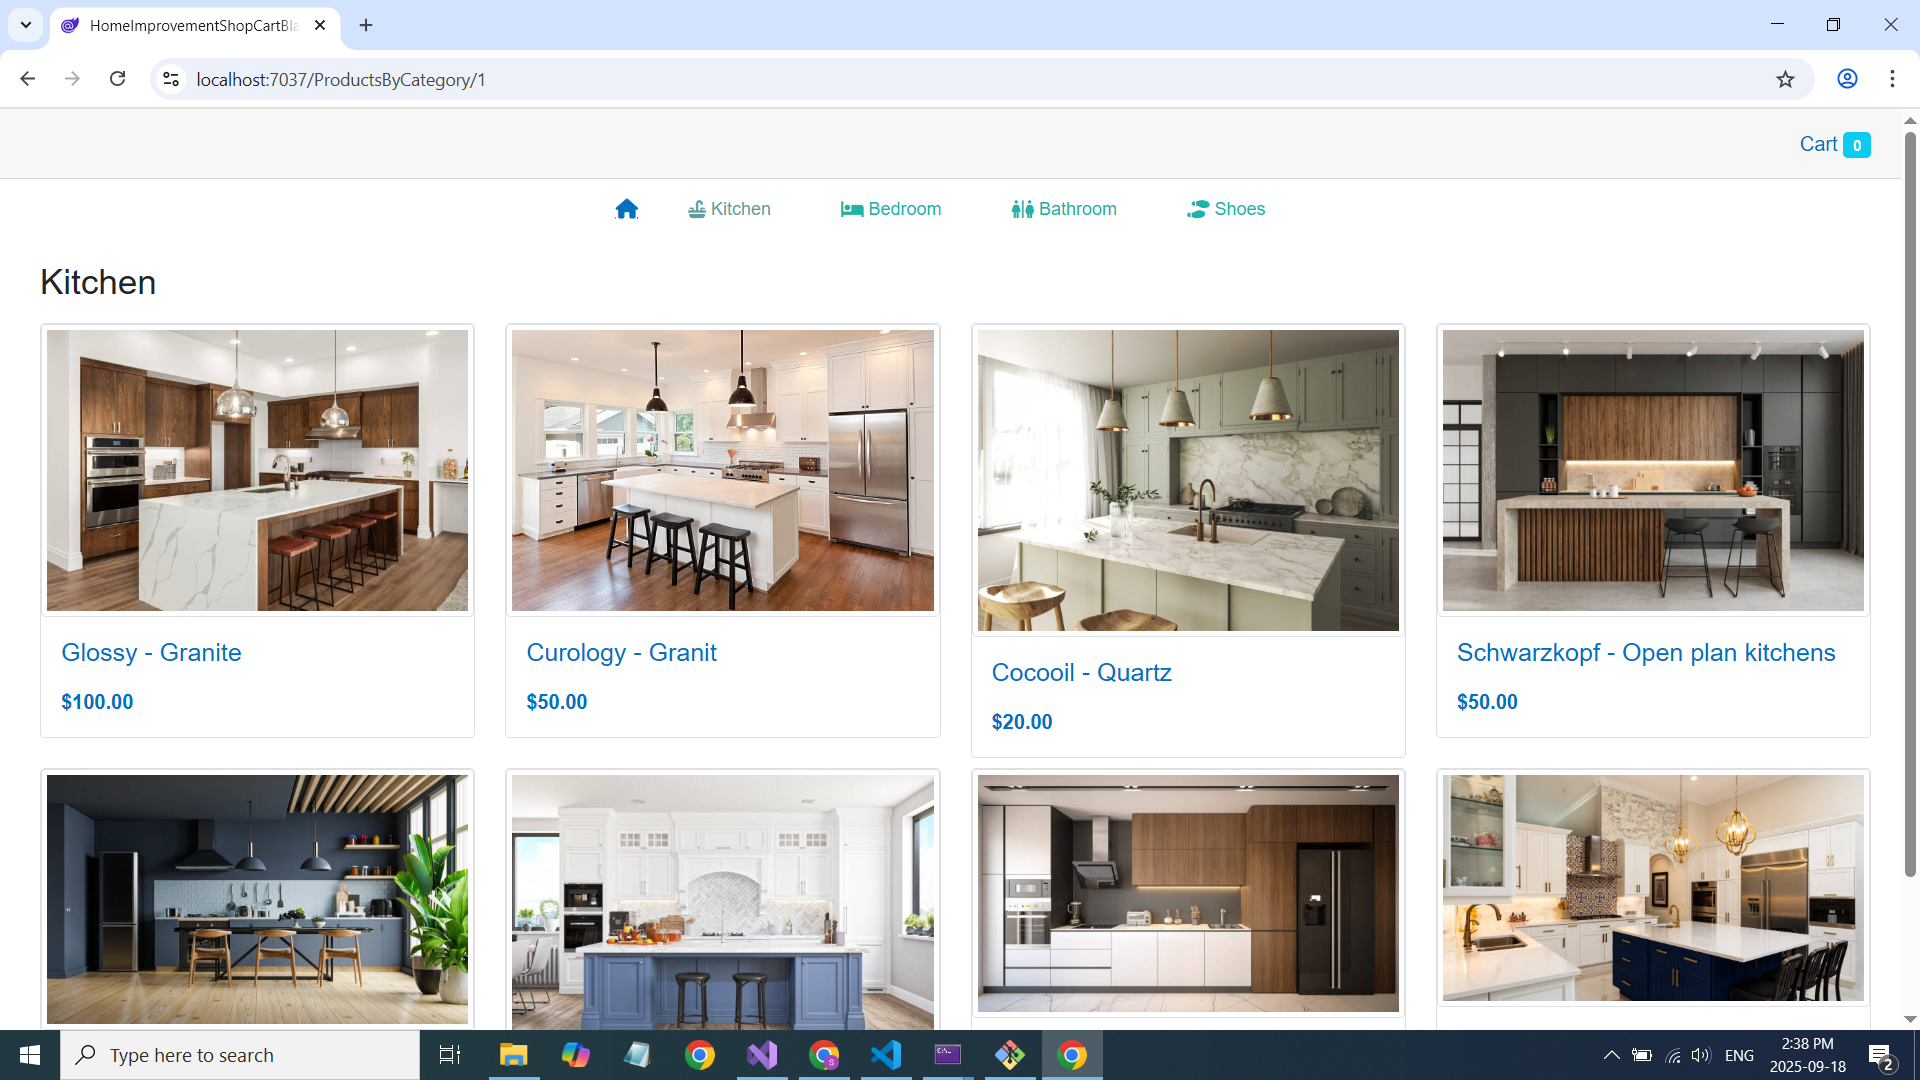 HomeImprovementShopCartBla
localhost:7037/ProductsByCategory/1
Cart 0
Kitchen
Bedroom
Bathroom
Shoes
Kitchen
Glossy - Granite
$100.00
Curology - Granit
$50.00
Cocooil - Quartz
$20.00
Schwarzkopf - Open plan kitchens
$50.00
Type here to search
ENG
2:38 PM
2025-09-18
2